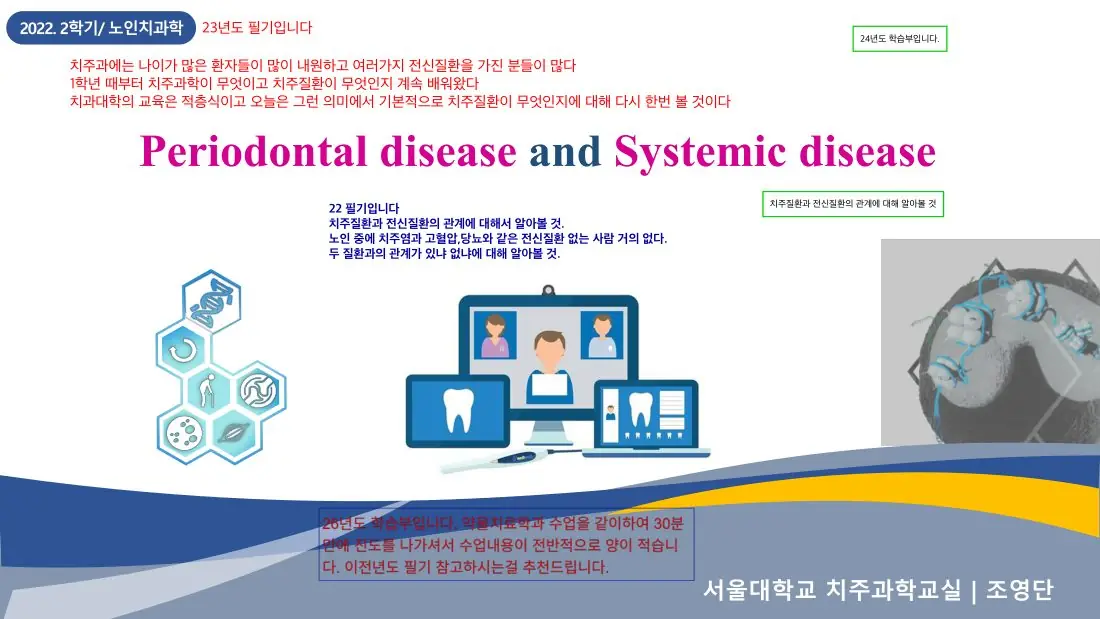 2022. 2학기/ 노인치과학
23년도 필기입니다
24년도 학습부입니다.
치주과에는 나이가 많은 환자들이 많이 내원하고 여러가지 전신질환을 가진 분들이 많다
1학년 때부터 치주과학이 무엇이고 치주질환이 무엇인지 계속 배워왔다
치과대학의 교육은 적층식이고 오늘은 그런 의미에서 기본적으로 치주질환이 무엇인지에 대해 다시 한번 볼 것이다
Periodontal disease and Systemic disease
치주질환과 전신질환의 관계에 대해 알아볼 것
22 필기입니다
치주질환과 전신질환의 관계에 대해서 알아볼 것.
노인 중에 치주염과 고혈압,당뇨와 같은 전신질환 없는 사람 거의 없다.
두 질환과의 관계가 있냐 없냐에 대해 알아볼 것.
26년도 학습부입니다. 약물치료학과 수업을 같이하여 30분
만에 진도를 나가셔서 수업내용이 전반적으로 양이 적습니
다. 이전년도 필기 참고하시는걸 추천드립니다.
서울대학교 치주과학교실 | 조영단